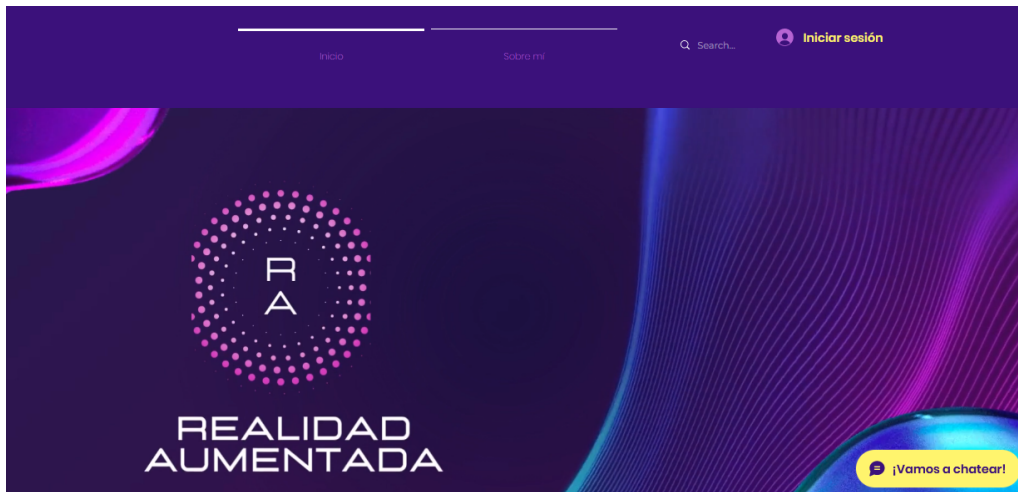 Inicio
Sobre mí
Search...
Iniciar sesión
R
A
REALIDAD
AUMENTADA
¡Vamos a chatear!